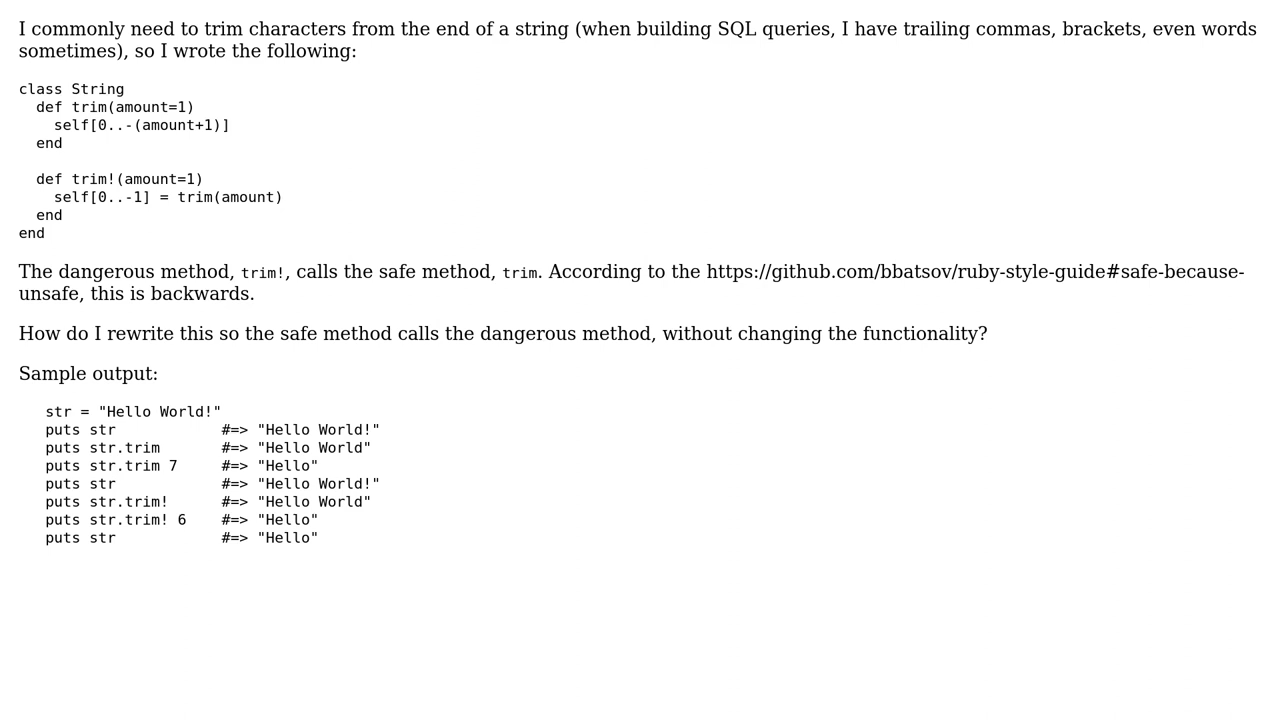 I commonly need to trim characters from the end of a string (when building SQL queries, I have trailing commas, brackets, even words
sometimes), so I wrote the following:
class String
  def trim(amount=1)
    self[0..-(amount+1)]
  end

  def trim!(amount=1)
    self[0..-1] = trim(amount)
  end
end
The dangerous method, trim!, calls the safe method, trim. According to the https://github.com/bbatsov/ruby-style-guide#safe-because-
unsafe, this is backwards.
How do I rewrite this so the safe method calls the dangerous method, without changing the functionality?
Sample output:
   str = "Hello World!"
   puts str            #=> "Hello World!"
   puts str.trim       #=> "Hello World"
   puts str.trim 7     #=> "Hello"
   puts str            #=> "Hello World!"
   puts str.trim!      #=> "Hello World"
   puts str.trim! 6    #=> "Hello"
   puts str            #=> "Hello"